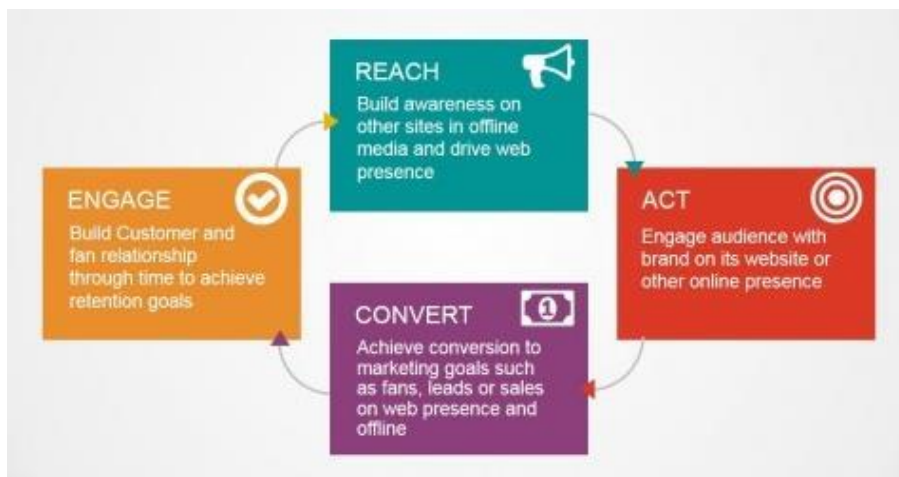 REACH
Build awareness on
other sites in offline
media and drive web
presence
ACT
Engage audience with
brand on its website or
other online presence
CONVERT
1
Achieve conversion to
marketing goals such
as fans, leads or sales
on web presence and
offline
ENGAGE
Build Customer and
fan relationship
through time to achieve
retention goals